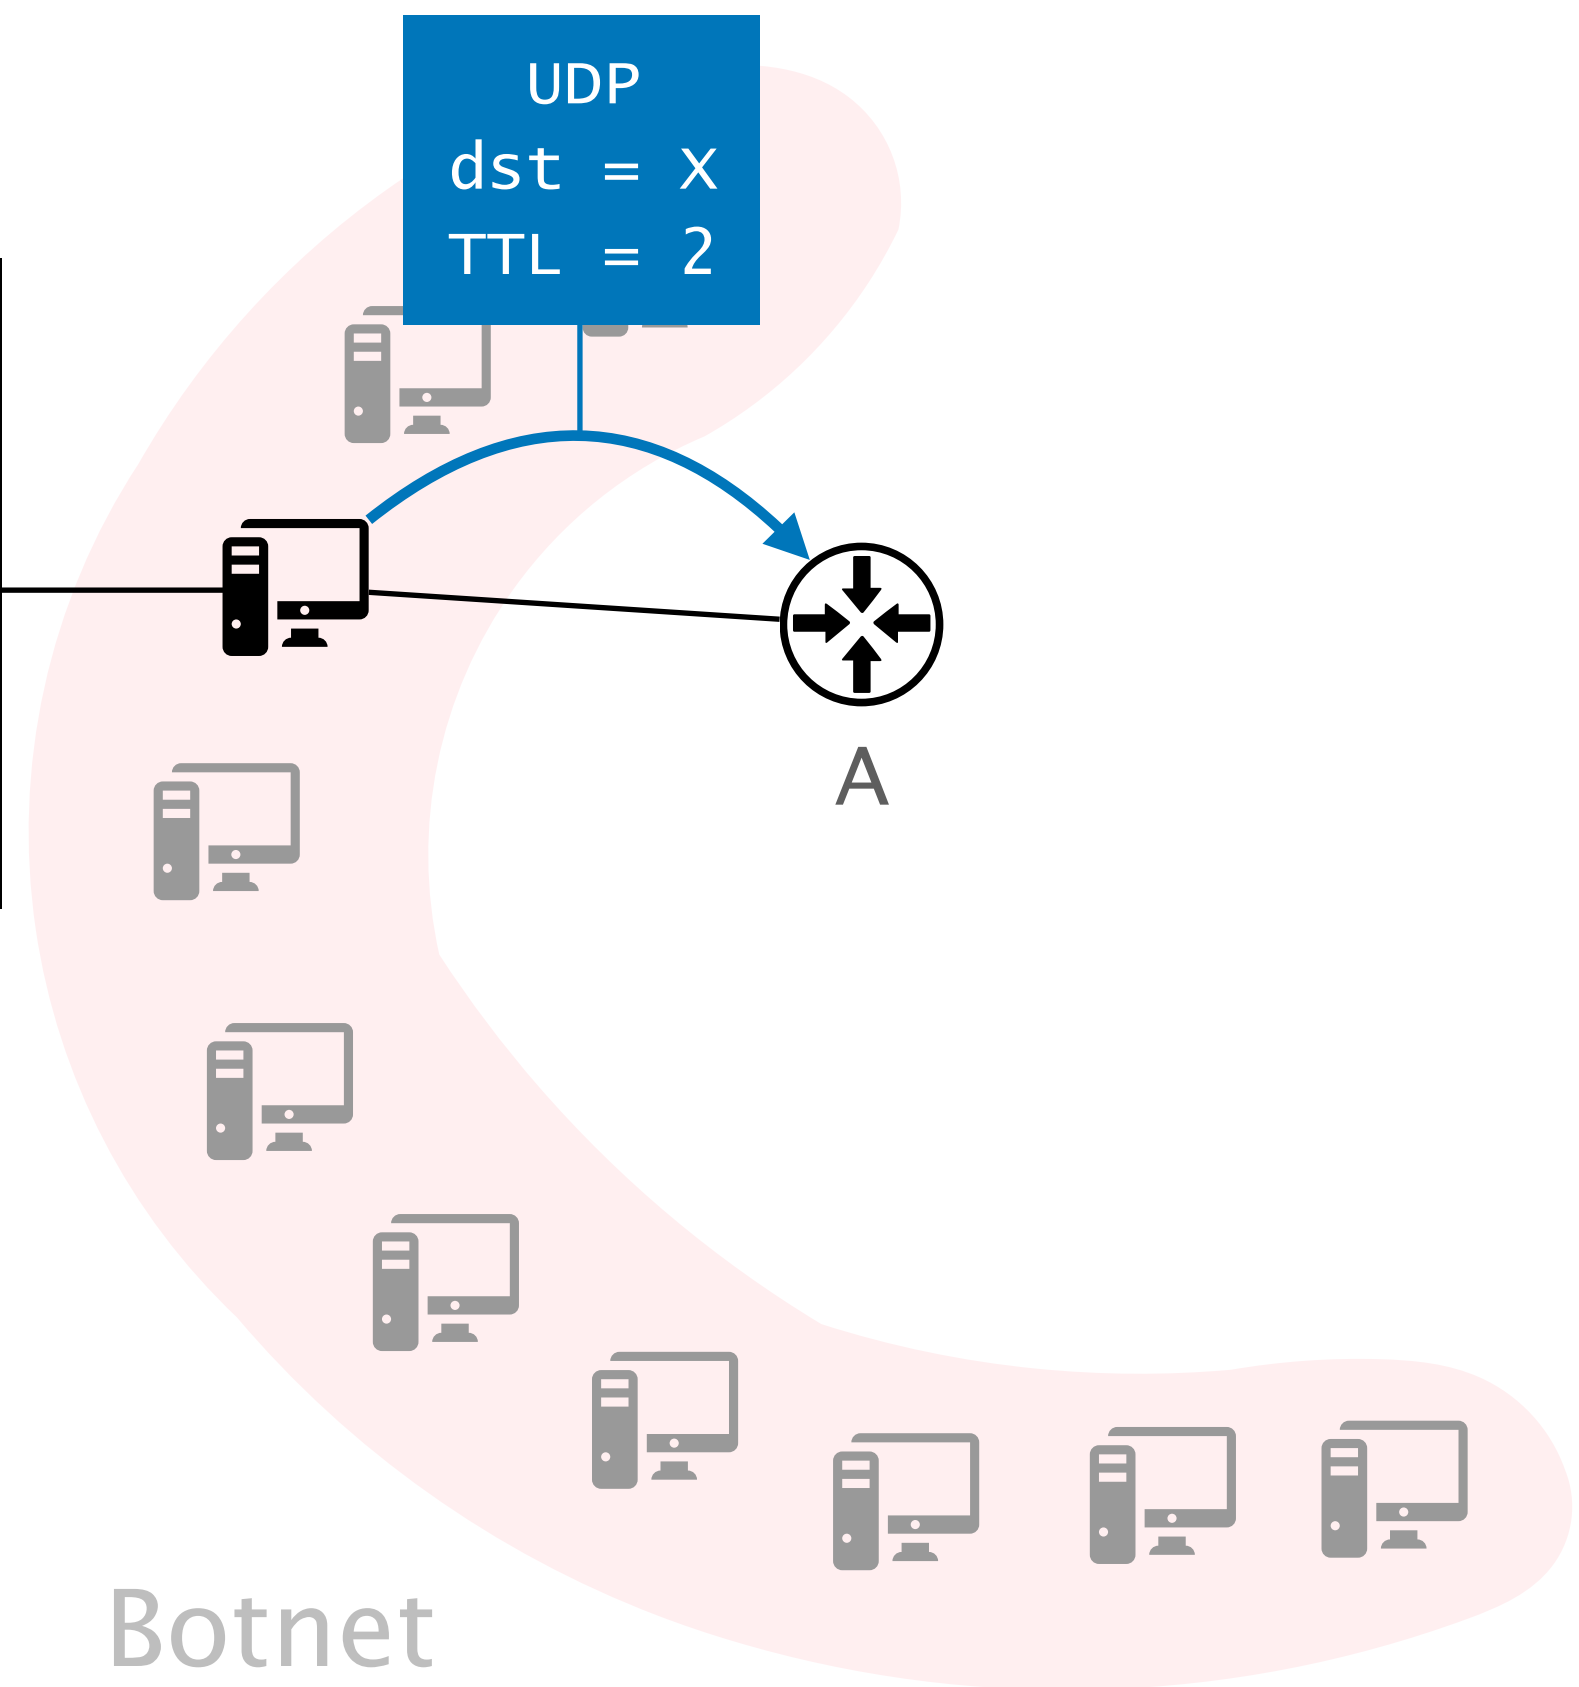 UDP
dst = x
TTL = 2
A
Botnet